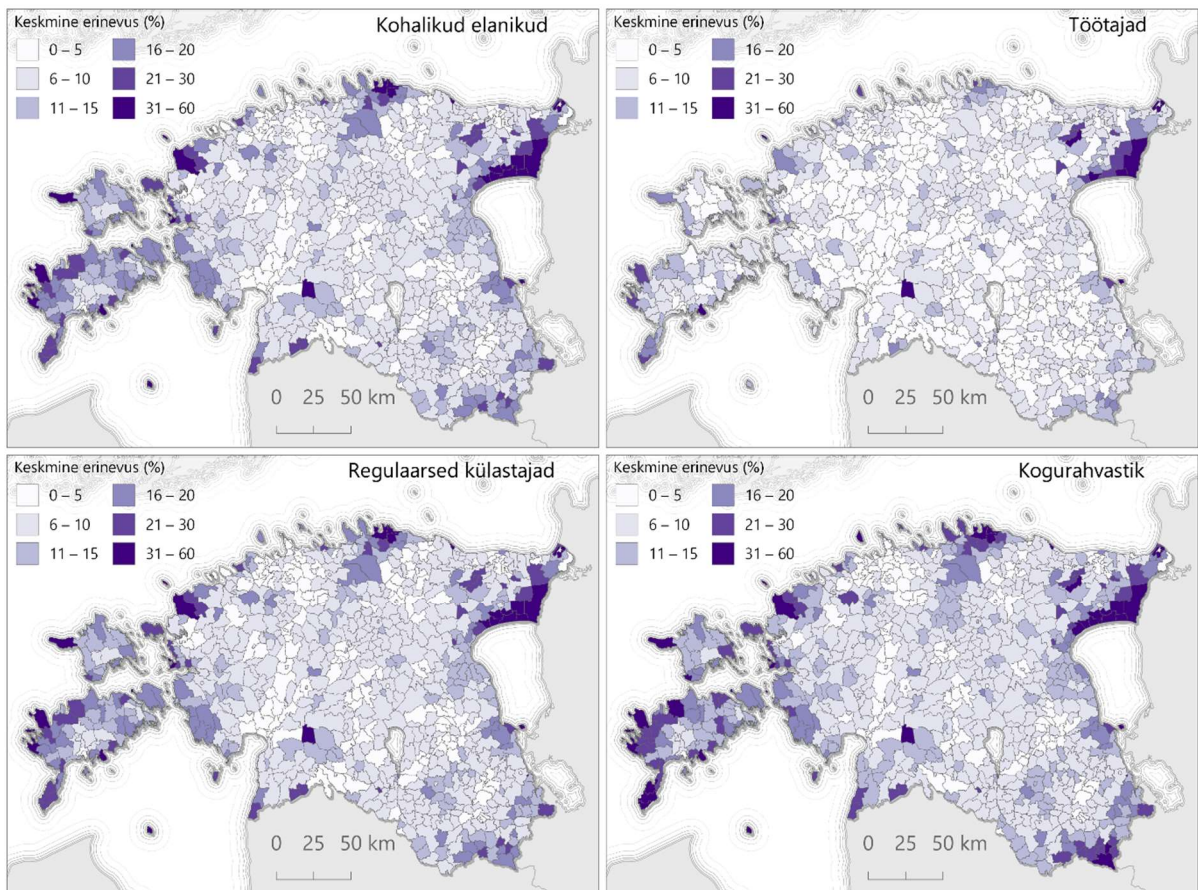 Keskmine erinevus (%)
Kohalikud elanikud
0 – 5
16 – 20
6 – 10
21 – 30
11 – 15
31 – 60
0 25 50 km
Keskmine erinevus (%)
Töötajad
0 – 5
16 – 20
6 – 10
21 – 30
11 – 15
31 – 60
0 25 50 km
Keskmine erinevus (%)
Regulaarsed külastajad
0 – 5
16 – 20
6 – 10
21 – 30
11 – 15
31 – 60
0 25 50 km
Keskmine erinevus (%)
Kogurahvastik
0 – 5
16 – 20
6 – 10
21 – 30
11 – 15
31 – 60
0 25 50 km